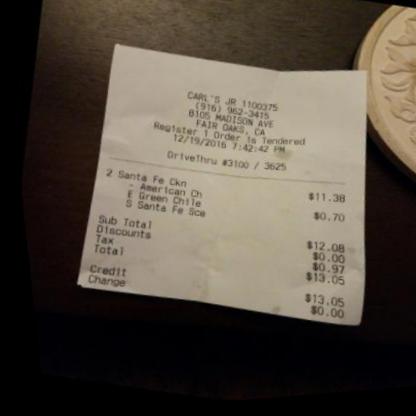 CARL'S JR 1100375
(916) 962-3415
8105 MADISON AVE
FAIR OAKS, CA
Register 1 Order is Tendered
12/19/2016 7:42:42 PM
DriveThru #3100 / 3625
2 Santa Fe Ckn $11.38
- American Ch
E Green Chile $0.70
S Santa Fe Sce
Sub Total $12.08
Discounts $0.00
Tax $0.97
Total $13.05
Credit $13.05
Change $0.00